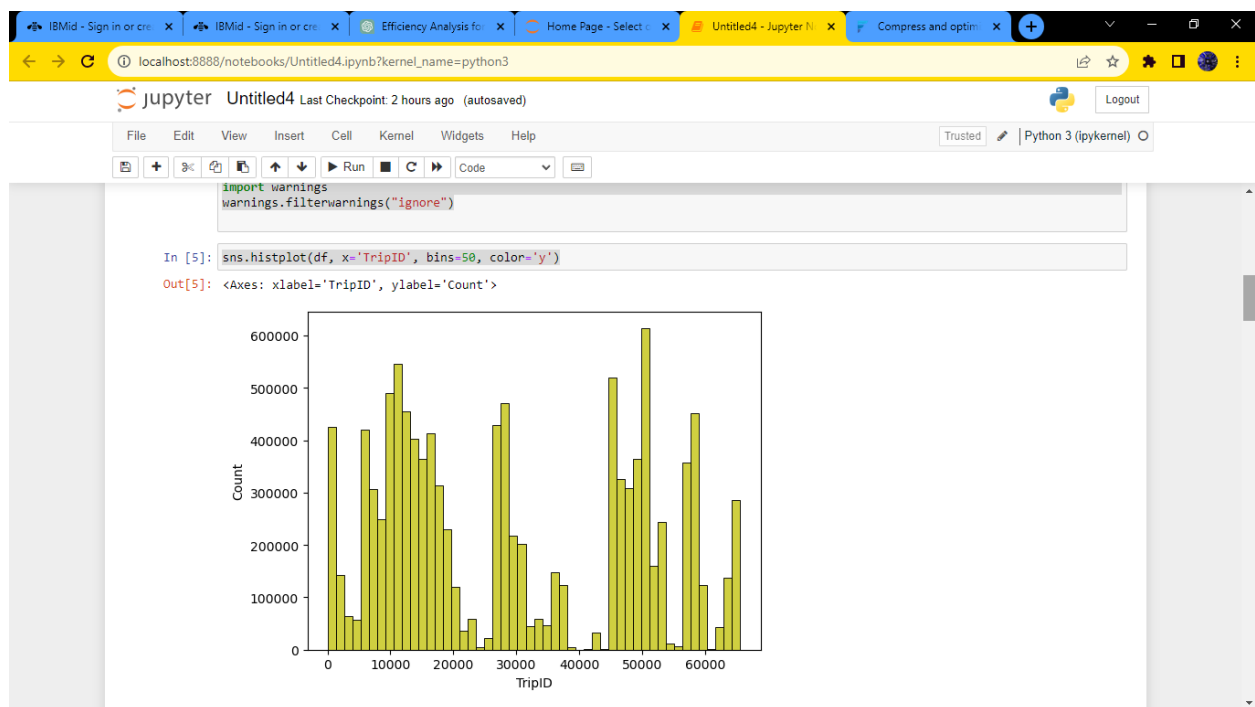 IBMid - Sign in or cre
IBMid - Sign in or cre
Efficiency Analysis for
Home Page - Select c
Untitled4 - Jupyter N
Compress and optimi
localhost:8888/notebooks/Untitled4.ipynb?kernel_name=python3
jupyter Untitled4 Last Checkpoint: 2 hours ago (autosaved)
Logout
File Edit View Insert Cell Kernel Widgets Help
Trusted Python 3 (ipykernel)
Run Code
import warnings
warnings.filterwarnings("ignore")
In [5]: sns.histplot(df, x='TripID', bins=50, color='y')
Out[5]: <Axes: xlabel='TripID', ylabel='Count'>
600000
500000
400000
300000
200000
100000
0
Count
0 10000 20000 30000 40000 50000 60000
TripID